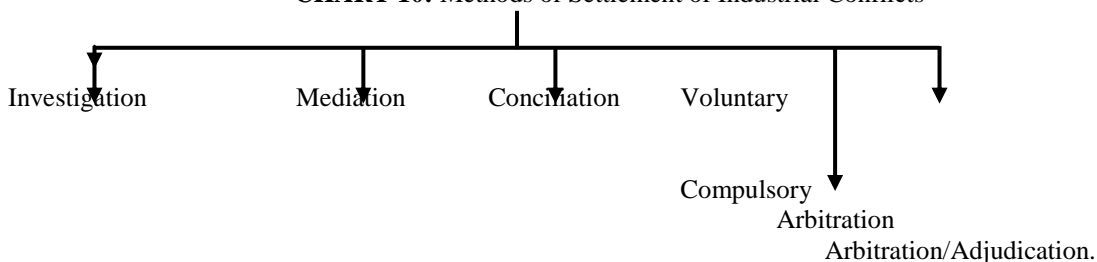 CHART 10: Methods of Settlement of Industrial Conflicts
Investigation Mediation Conciliation Voluntary
Compulsory
Arbitration
Arbitration/Adjudication.